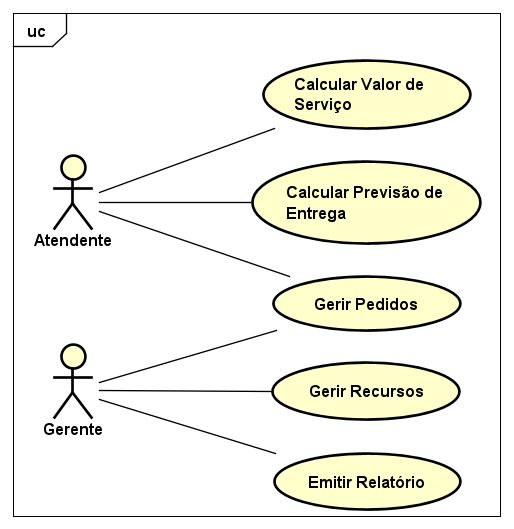 uc
Calcular Valor de
Serviço
Calcular Previsão de
Entrega
Atendente
Gerir Pedidos
Gerir Recursos
Gerente
Emitir Relatório